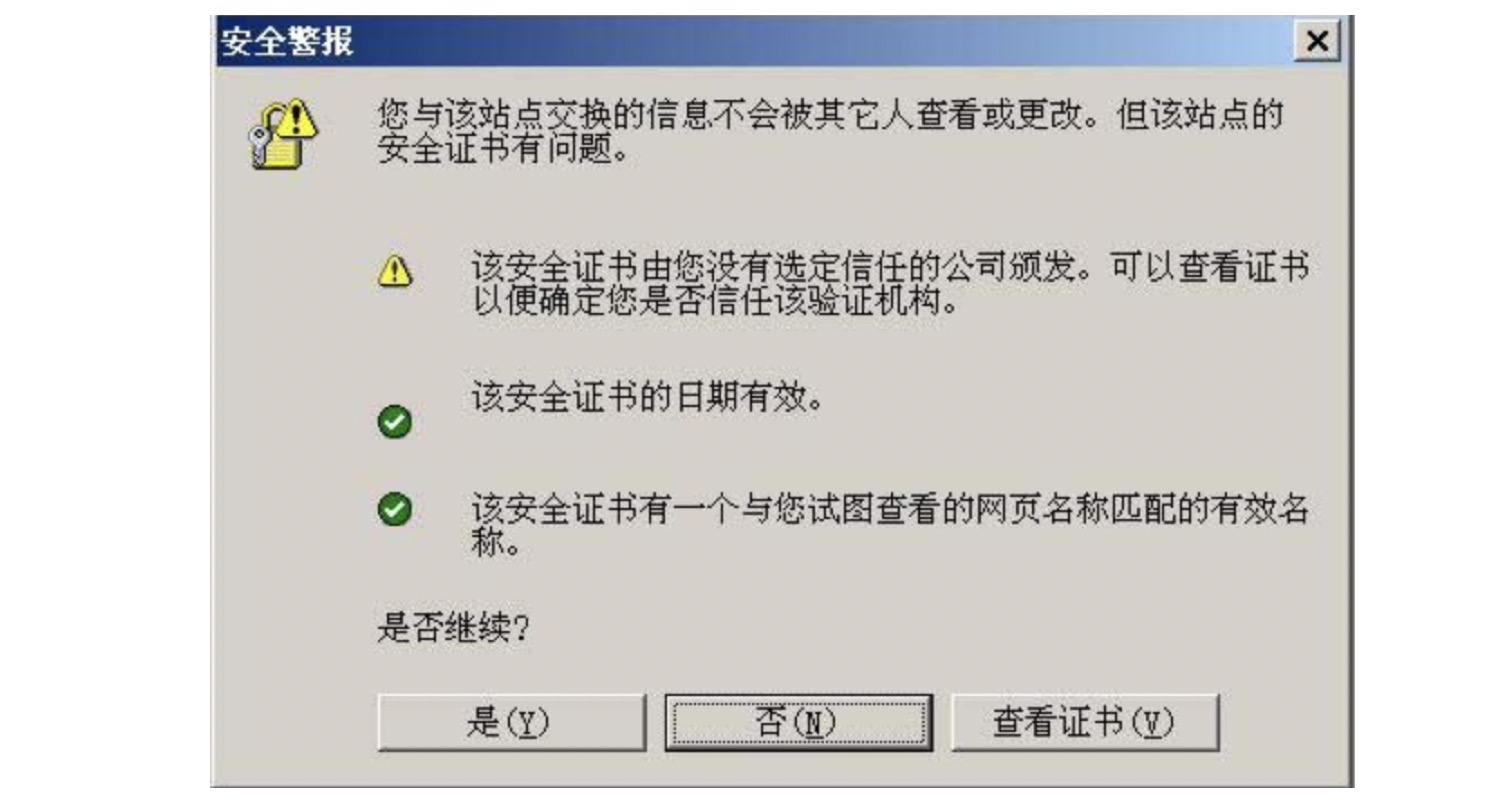 安全警报
您与该站点交换的信息不会被其它人查看或更改。但该站点的
安全证书有问题。
该安全证书由您没有选定信任的公司颁发。可以查看证书
以便确定您是否信任该验证机构。
该安全证书的日期有效。
该安全证书有一个与您试图查看的网页名称匹配的有效名
称。
是否继续?
是(Y) 否(N) 查看证书(V)